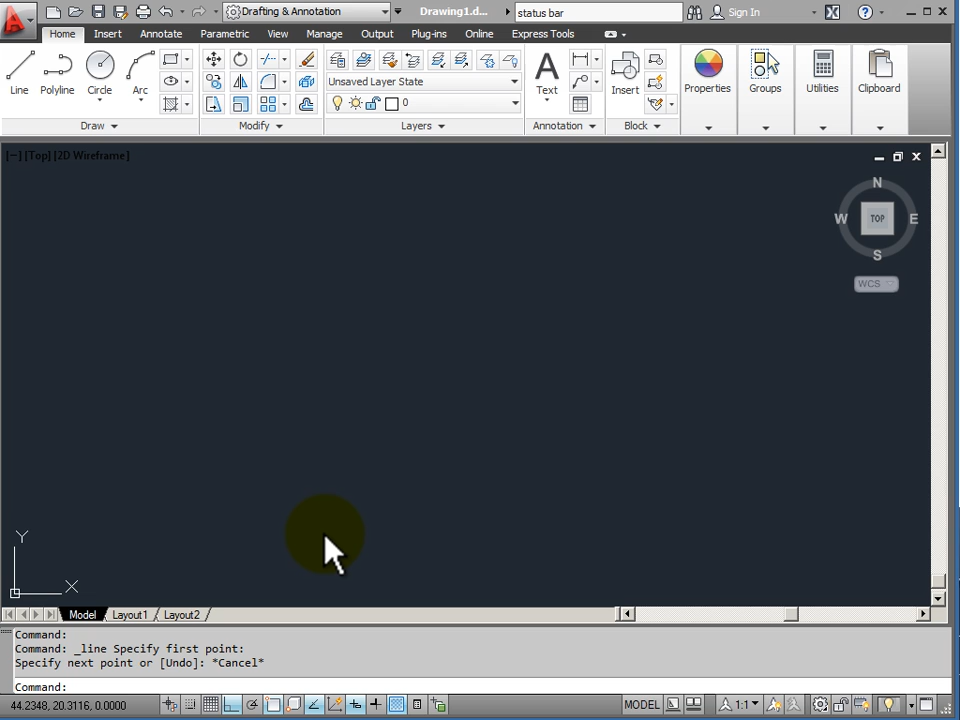 Drafting & Annotation
Drawing1.d...
status bar
Sign In
Home
Insert
Annotate
Parametric
View
Manage
Output
Plug-ins
Online
Express Tools
Line
Polyline
Circle
Arc
Draw
Modify
Unsaved Layer State
0
Layers
Text
Annotation
Insert
Block
Properties
Groups
Utilities
Clipboard
[−] [Top] [2D Wireframe]
N
W
TOP
E
S
WCS
Y
X
Model
Layout1
Layout2
Command:
Command: _line Specify first point:
Specify next point or [Undo]: *Cancel*
Command:
44.2348, 20.3116, 0.0000
MODEL
1:1